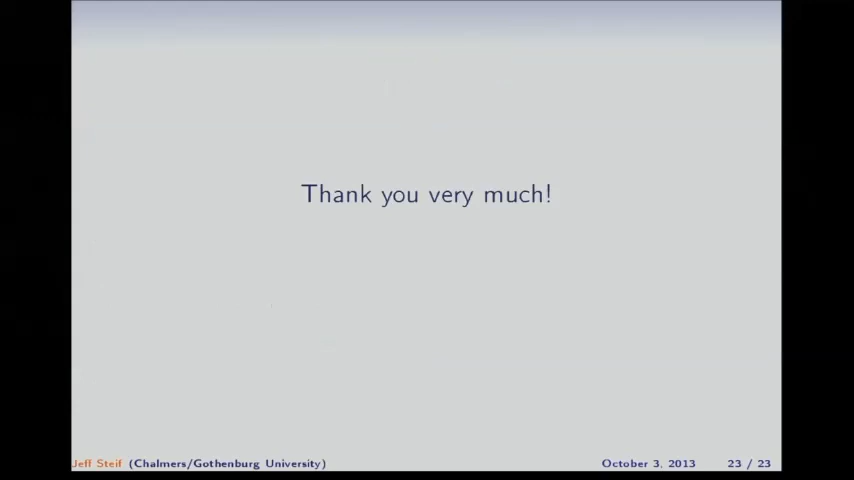 Thank you very much!
Jeff Steif (Chalmers/Gothenburg University) October 3, 2013 23 / 23